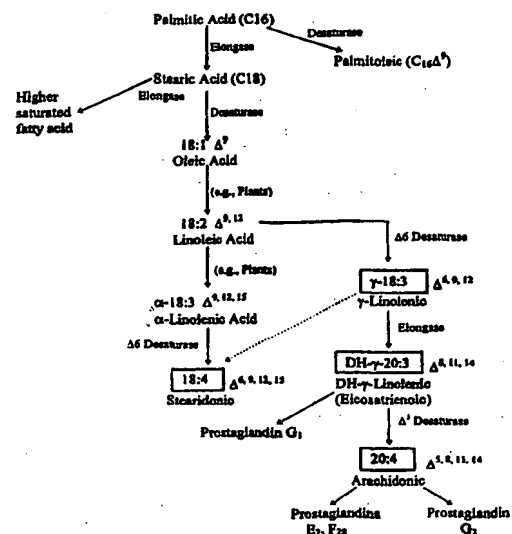 Palmitic Acid (C16)
Desaturase
Elongase
Palmitoleic (C16Δ9)
Stearic Acid (C18)
Higher
saturated
fatty acid
Elongase
Desaturase
18:1 Δ9
Oleic Acid
(e.g., Plants)
18:2 Δ9, 12
Linoleic Acid
Δ6 Desaturase
(e.g., Plants)
γ-18:3 Δ6, 9, 12
γ-Linolenic
α-18:3 Δ9, 12, 15
α-Linolenic Acid
Elongase
Δ6 Desaturase
DH-γ-20:3 Δ8, 11, 14
DH-γ-Linolenic
(Eicosatrienoic)
18:4 Δ6, 9, 12, 15
Stearidonic
Desaturase
Prostaglandin G1
20:4 Δ5, 8, 11, 14
Arachidonic
Prostaglandins
E2, F2α
Prostaglandin
G2